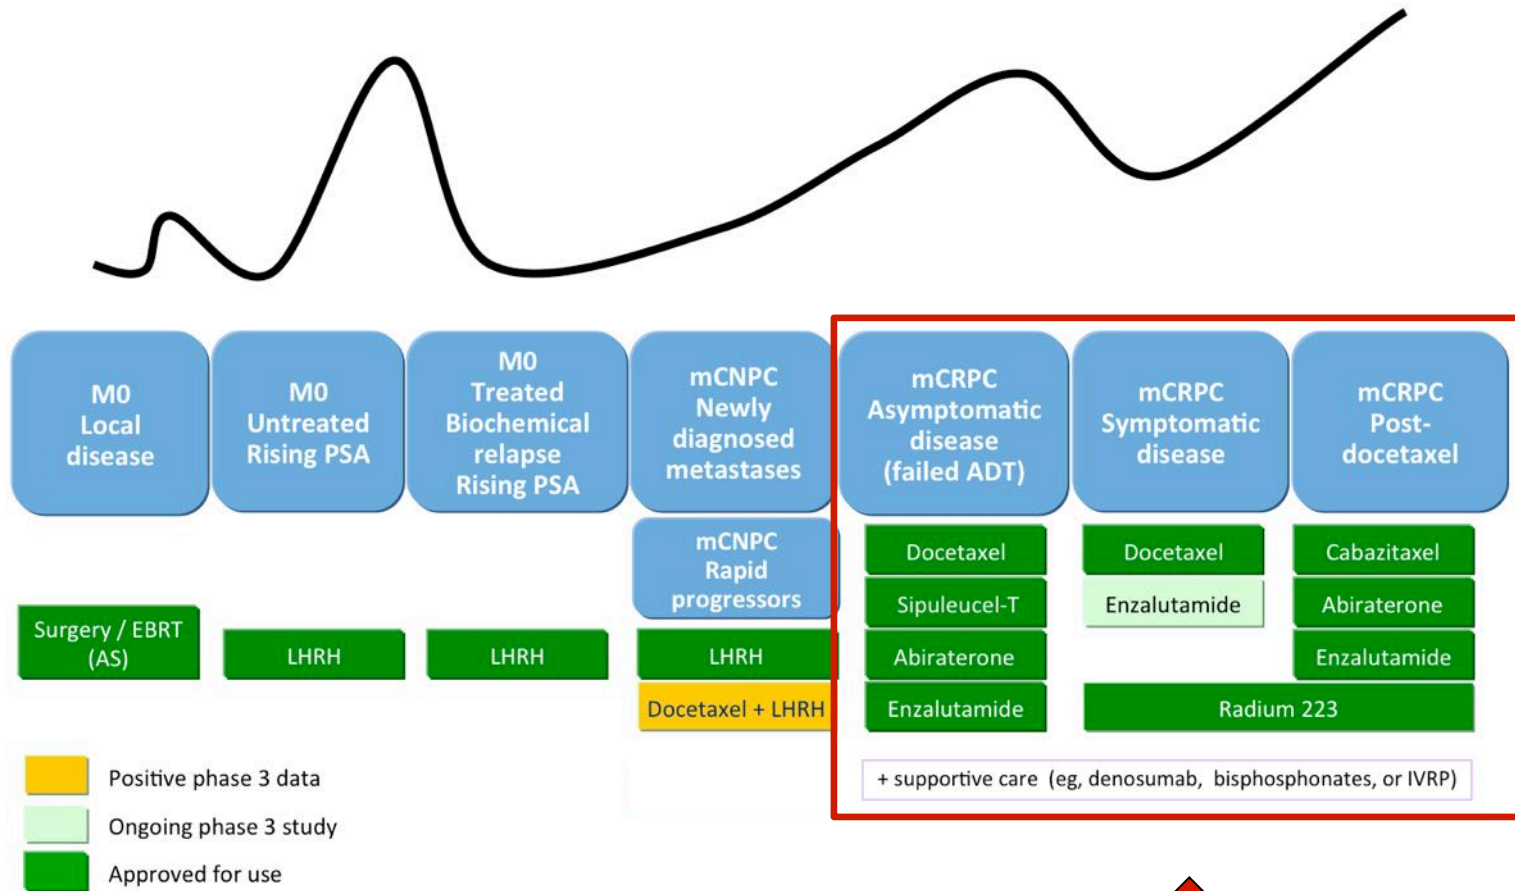 M0
Local
disease
M0
Untreated
Rising PSA
M0
Treated
Biochemical
relapse
Rising PSA
mCNPC
Newly
diagnosed
metastases
mCRPC
Asymptomatic
disease
(failed ADT)
mCRPC
Symptomatic
disease
mCRPC
Post-
docetaxel
mCNPC
Rapid
progressors
Surgery / EBRT
(AS)
LHRH
LHRH
LHRH
Docetaxel + LHRH
Docetaxel
Sipuleucel-T
Abiraterone
Enzalutamide
Docetaxel
Enzalutamide
Cabazitaxel
Abiraterone
Enzalutamide
Radium 223
+ supportive care (eg, denosumab, bisphosphonates, or IVRP)
Positive phase 3 data
Ongoing phase 3 study
Approved for use